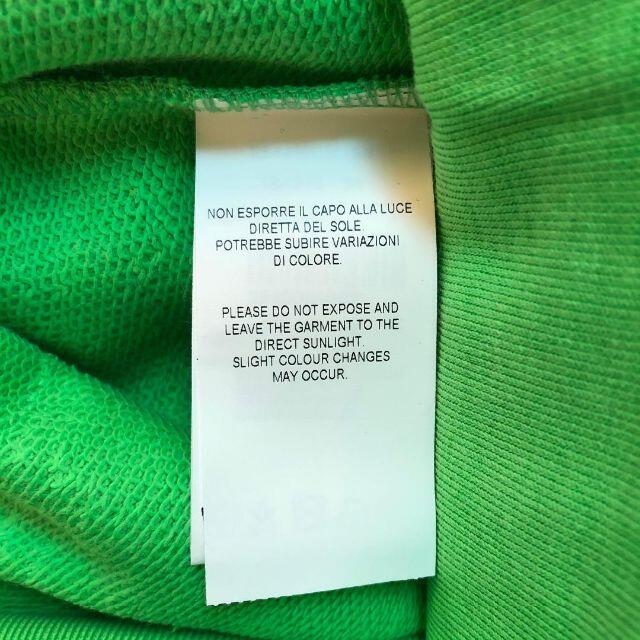 NON ESPORRE IL CAPO ALLA LUCE
DIRETTA DEL SOLE
POTREBBE SUBIRE VARIAZIONI
DI COLORE.
PLEASE DO NOT EXPOSE AND
LEAVE THE GARMENT TO THE
DIRECT SUNLIGHT.
SLIGHT COLOUR CHANGES
MAY OCCUR.